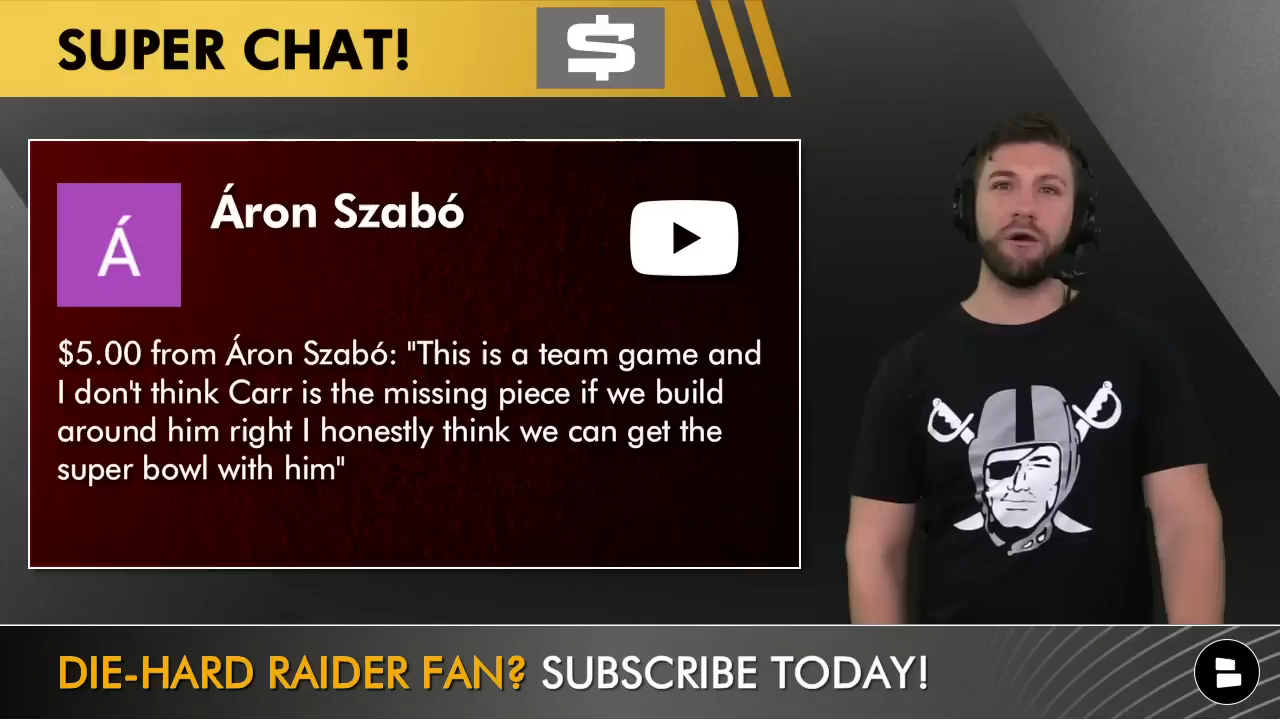 SUPER CHAT!
$
Áron Szabó
Á
$5.00 from Áron Szabó: "This is a team game and
I don't think Carr is the missing piece if we build
around him right I honestly think we can get the
super bowl with him"
DIE-HARD RAIDER FAN? SUBSCRIBE TODAY!